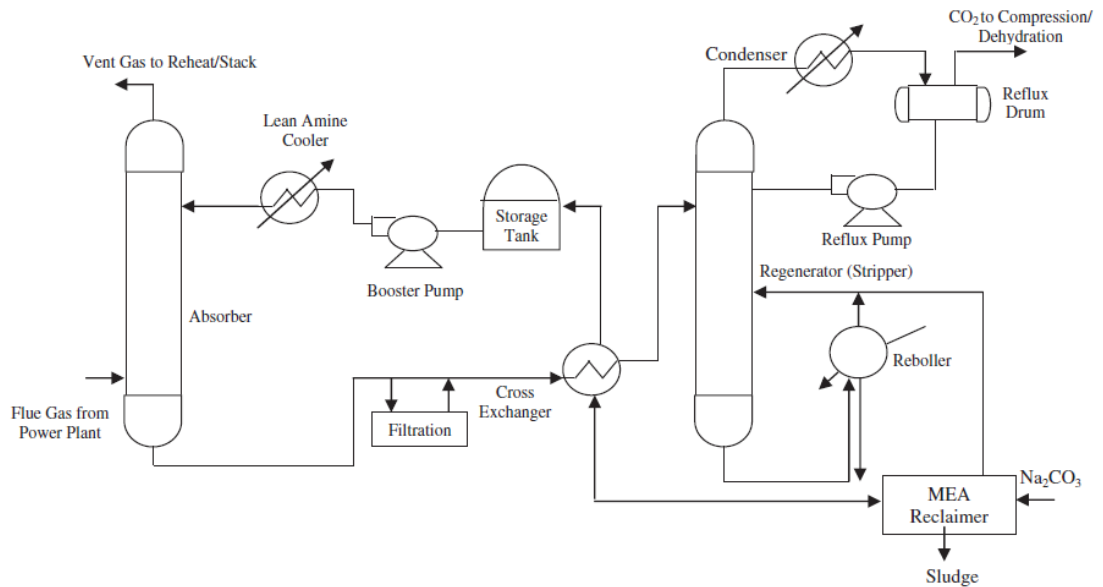 CO₂ to Compression/
Dehydration
Condenser
Vent Gas to Reheat/Stack
Reflux
Drum
Lean Amine
Cooler
Storage
Tank
Reflux Pump
Regenerator (Stripper)
Booster Pump
Absorber
Reboller
Cross
Exchanger
Flue Gas from
Power Plant
Filtration
Na₂CO₃
MEA
Reclaimer
Sludge